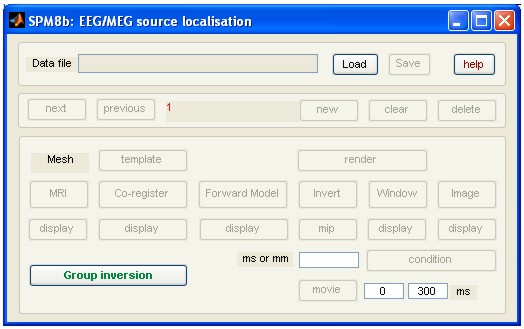 SPM8b: EEG/MEG source localisation
Data file Load Save help
next previous 1 new clear delete
Mesh template render
MRI Co-register Forward Model Invert Window Image
display display display mip display display
ms or mm condition
Group inversion
movie 0 300 ms